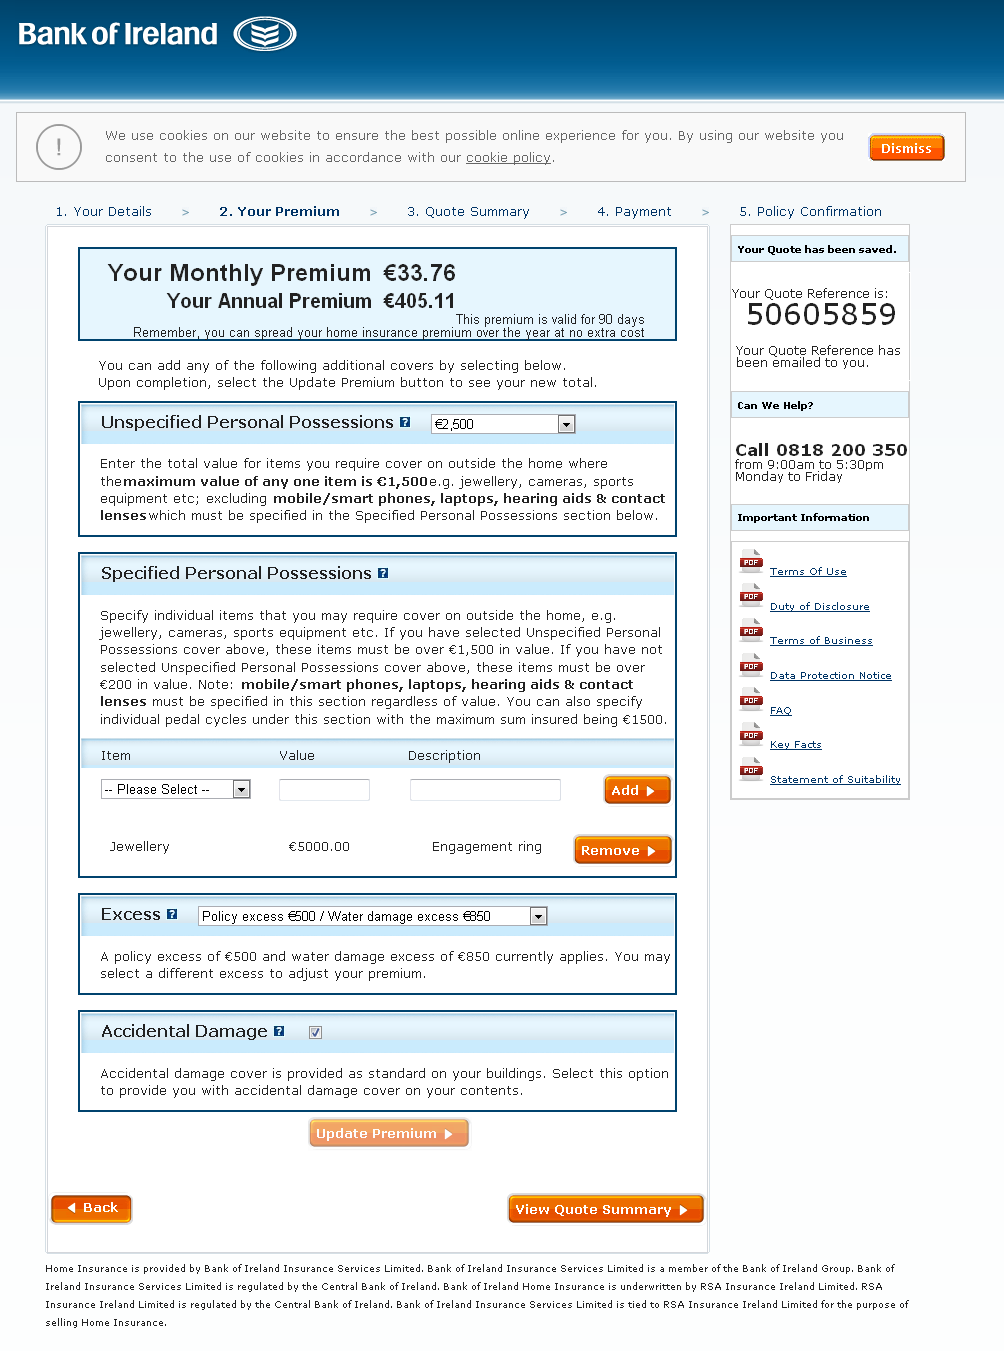 Bank of Ireland
We use cookies on our website to ensure the best possible online experience for you. By using our website you
consent to the use of cookies in accordance with our cookie policy.
Dismiss
1. Your Details > 2. Your Premium > 3. Quote Summary > 4. Payment > 5. Policy Confirmation
Your Monthly Premium €33.76
Your Annual Premium €405.11
This premium is valid for 90 days
Remember, you can spread your home insurance premium over the year at no extra cost
You can add any of the following additional covers by selecting below.
Upon completion, select the Update Premium button to see your new total.
Unspecified Personal Possessions ? €2,500
Enter the total value for items you require cover on outside the home where
themaximum value of any one item is €1,500e.g. jewellery, cameras, sports
equipment etc; excluding mobile/smart phones, laptops, hearing aids & contact
lenseswhich must be specified in the Specified Personal Possessions section below.
Specified Personal Possessions ?
Specify individual items that you may require cover on outside the home, e.g.
jewellery, cameras, sports equipment etc. If you have selected Unspecified Personal
Possessions cover above, these items must be over €1,500 in value. If you have not
selected Unspecified Personal Possessions cover above, these items must be over
€200 in value. Note: mobile/smart phones, laptops, hearing aids & contact
lenses must be specified in this section regardless of value. You can also specify
individual pedal cycles under this section with the maximum sum insured being €1500.
Item Value Description
-- Please Select -- Add
Jewellery €5000.00 Engagement ring Remove
Excess ? Policy excess €500 / Water damage excess €850
A policy excess of €500 and water damage excess of €850 currently applies. You may
select a different excess to adjust your premium.
Accidental Damage ?
Accidental damage cover is provided as standard on your buildings. Select this option
to provide you with accidental damage cover on your contents.
Update Premium
Back
View Quote Summary
Your Quote has been saved.
Your Quote Reference is:
50605859
Your Quote Reference has
been emailed to you.
Can We Help?
Call 0818 200 350
from 9:00am to 5:30pm
Monday to Friday
Important Information
PDF Terms Of Use
PDF Duty of Disclosure
PDF Terms of Business
PDF Data Protection Notice
PDF FAQ
PDF Key Facts
PDF Statement of Suitability
Home Insurance is provided by Bank of Ireland Insurance Services Limited. Bank of Ireland Insurance Services Limited is a member of the Bank of Ireland Group. Bank of
Ireland Insurance Services Limited is regulated by the Central Bank of Ireland. Bank of Ireland Home Insurance is underwritten by RSA Insurance Ireland Limited. RSA
Insurance Ireland Limited is regulated by the Central Bank of Ireland. Bank of Ireland Insurance Services Limited is tied to RSA Insurance Ireland Limited for the purpose of
selling Home Insurance.